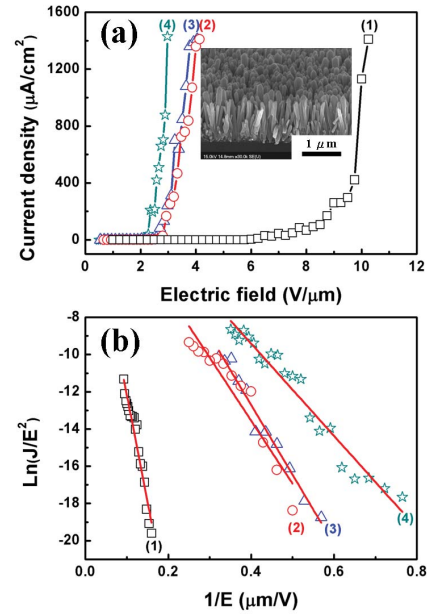 (a)
(4)
(3)
(2)
(1)
1600
1200
800
400
0
Current density (μA/cm²)
1 μm
0 2 4 6 8 10 12
Electric field (V/μm)
(b)
-6
-8
-10
-12
-14
-16
-18
-20
Ln(J/E²)
(1)
(2)
(3)
(4)
0.0 0.2 0.4 0.6 0.8
1/E (μm/V)